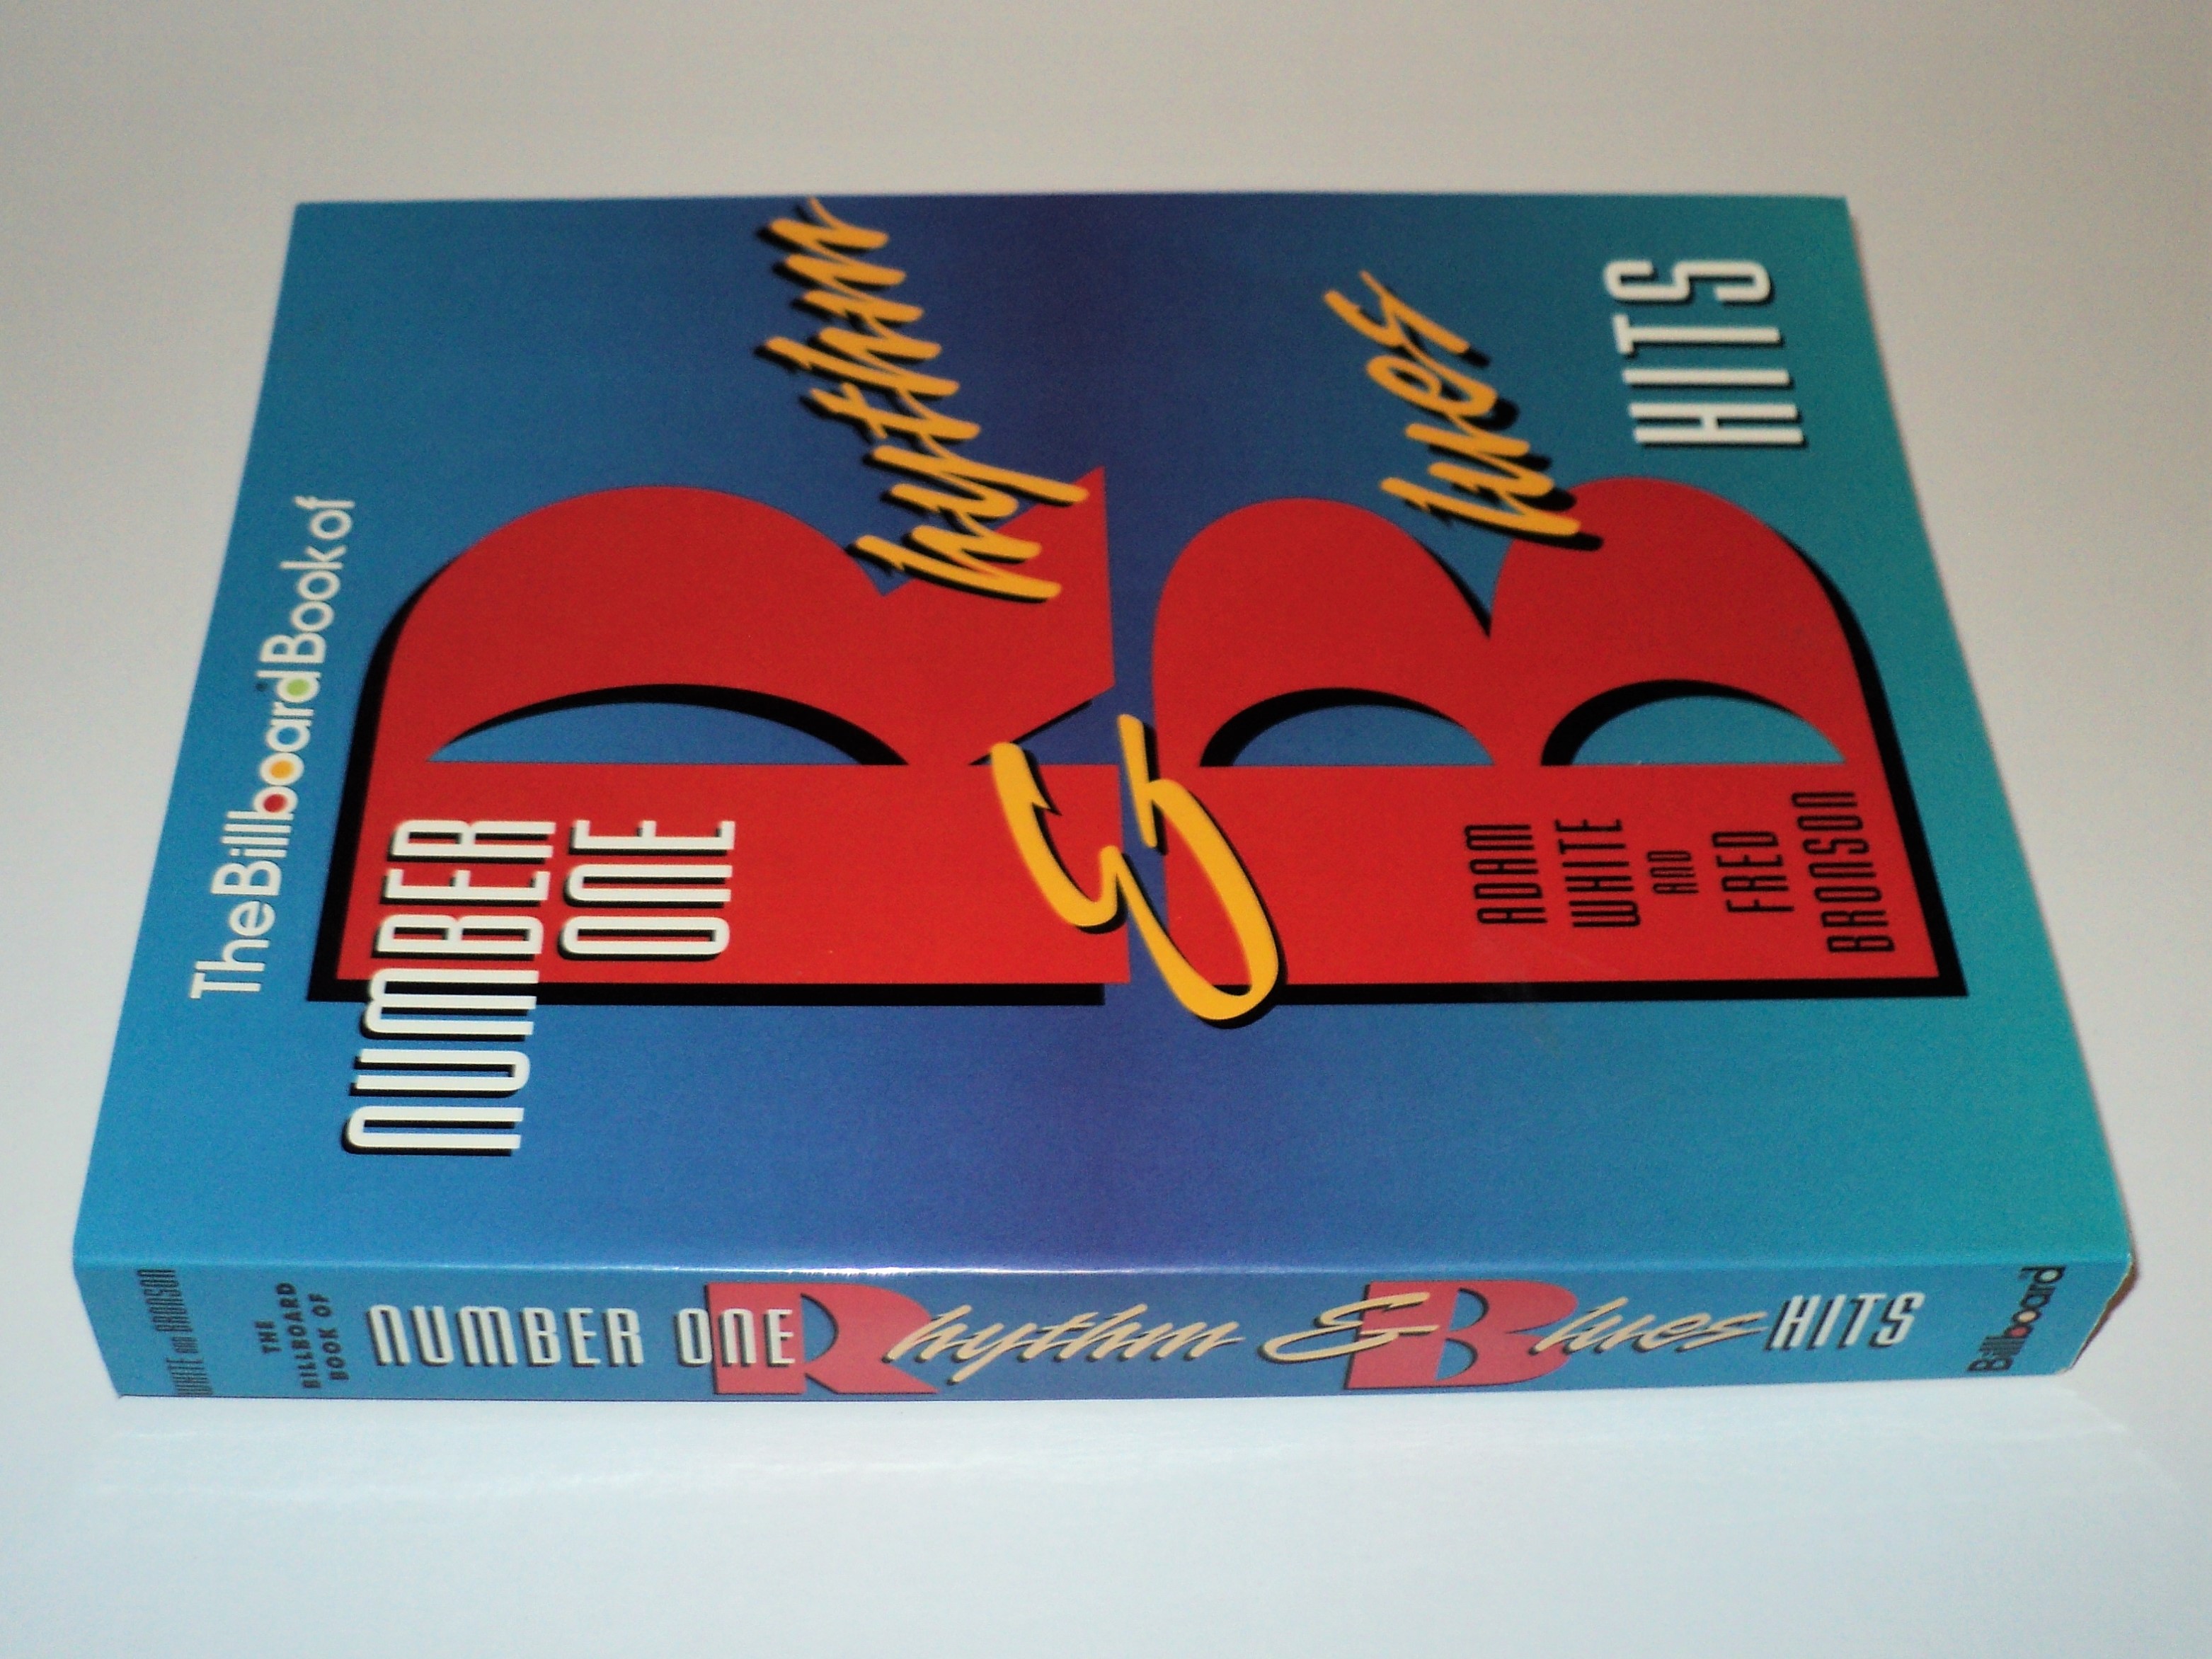 The Billboard Book of
NUMBER
ONE
Rhythm
&
Blues
HITS
ADAM
WHITE
AND
FRED
BRONSON
WHITE AND BRONSON
THE
BILLBOARD
BOOK OF
NUMBER ONE Rhythm & Blues HITS
Billboard